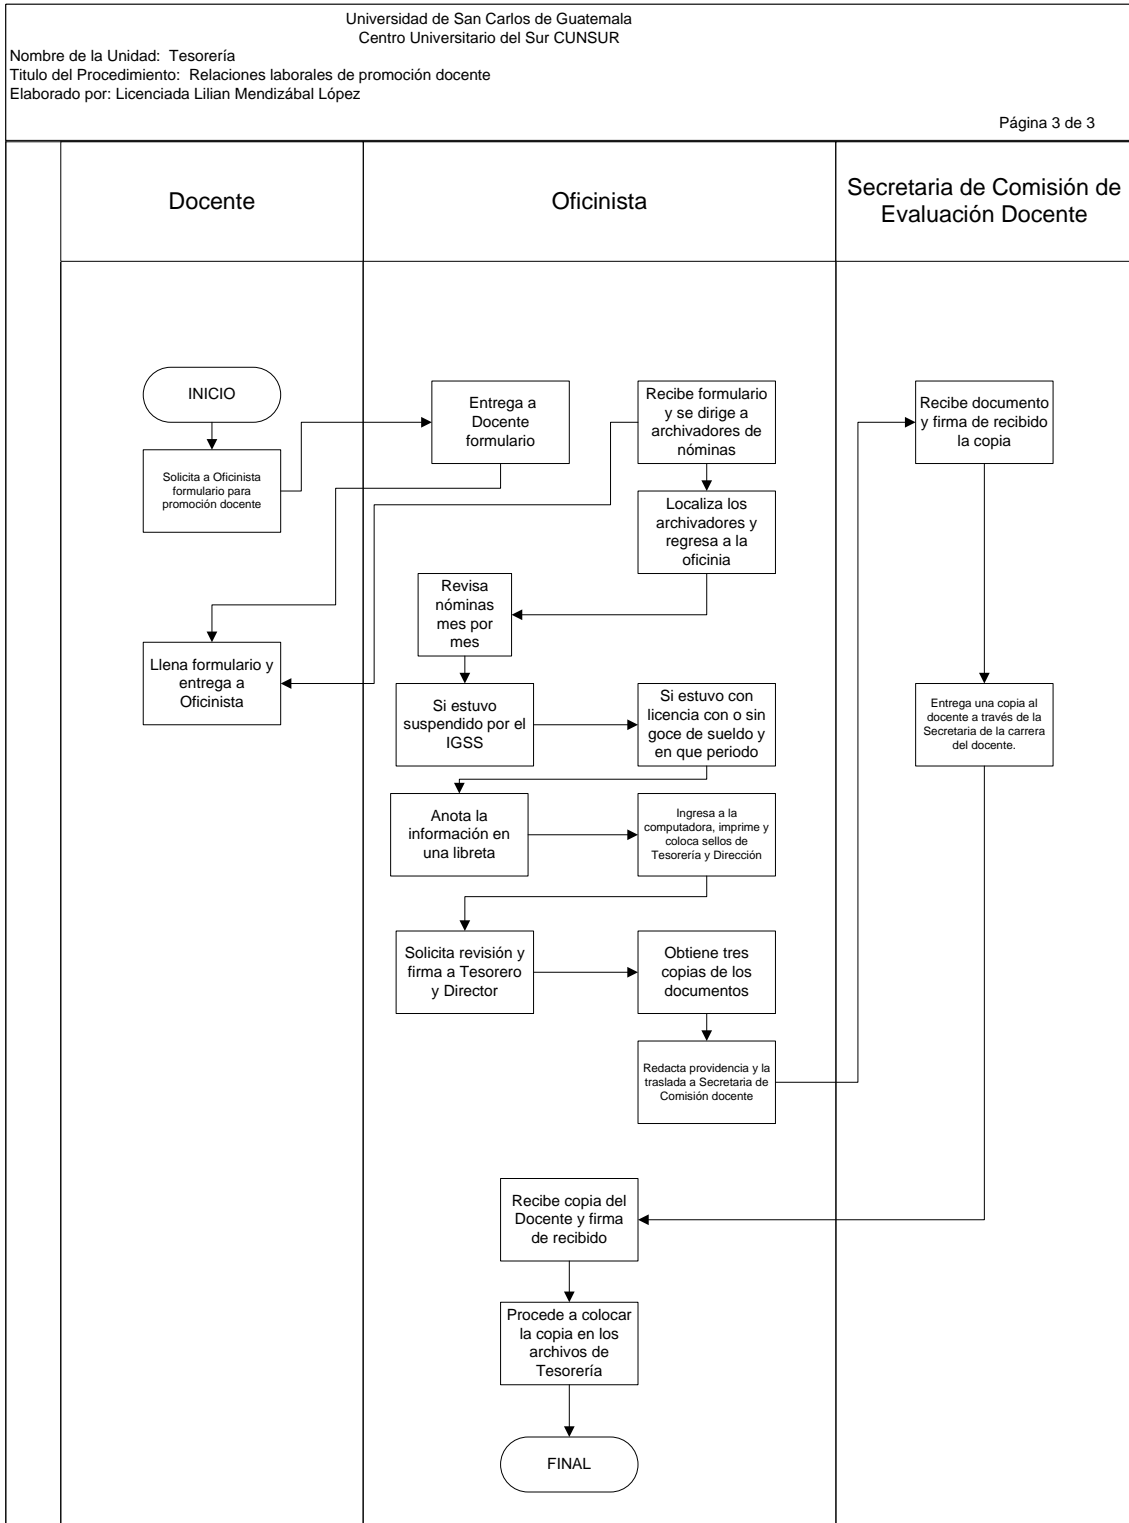 Universidad de San Carlos de Guatemala
Centro Universitario del Sur CUNSUR
Nombre de la Unidad: Tesorería
Titulo del Procedimiento: Relaciones laborales de promoción docente
Elaborado por: Licenciada Lilian Mendizábal López
Página 3 de 3
Docente
Oficinista
Secretaria de Comisión de
Evaluación Docente
INICIO
Solicita a Oficinista
formulario para
promoción docente
Entrega a
Docente
formulario
Recibe formulario
y se dirige a
archivadores de
nóminas
Recibe documento
y firma de recibido
la copia
Localiza los
archivadores y
regresa a la
oficinia
Revisa
nóminas
mes por
mes
Llena formulario y
entrega a
Oficinista
Si estuvo
suspendido por el
IGSS
Si estuvo con
licencia con o sin
goce de sueldo y
en que periodo
Entrega una copia al
docente a través de la
Secretaria de la carrera
del docente.
Anota la
información en
una libreta
Ingresa a la
computadora, imprime y
coloca sellos de
Tesorería y Dirección
Solicita revisión y
firma a Tesorero
y Director
Obtiene tres
copias de los
documentos
Redacta providencia y la
traslada a Secretaria de
Comisión docente
Recibe copia del
Docente y firma
de recibido
Procede a colocar
la copia en los
archivos de
Tesorería
FINAL